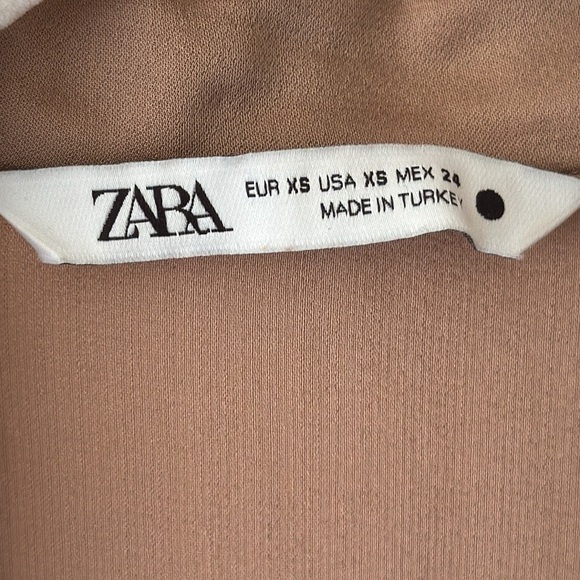 ZARA
EUR XS USA XS MEX 24
MADE IN TURKEY